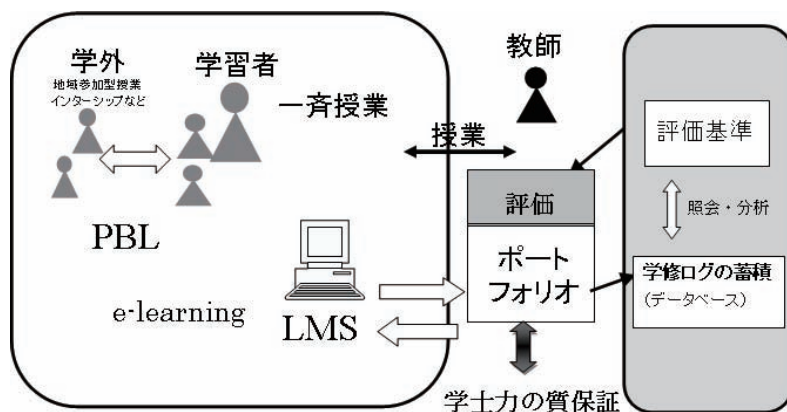 学外
地域参加型授業
インターシップなど
学習者
一斉授業
PBL
e-learning
LMS
教師
授業
評価
ポート
フォリオ
学士力の質保証
評価基準
照会・分析
学修ログの蓄積
(データベース)